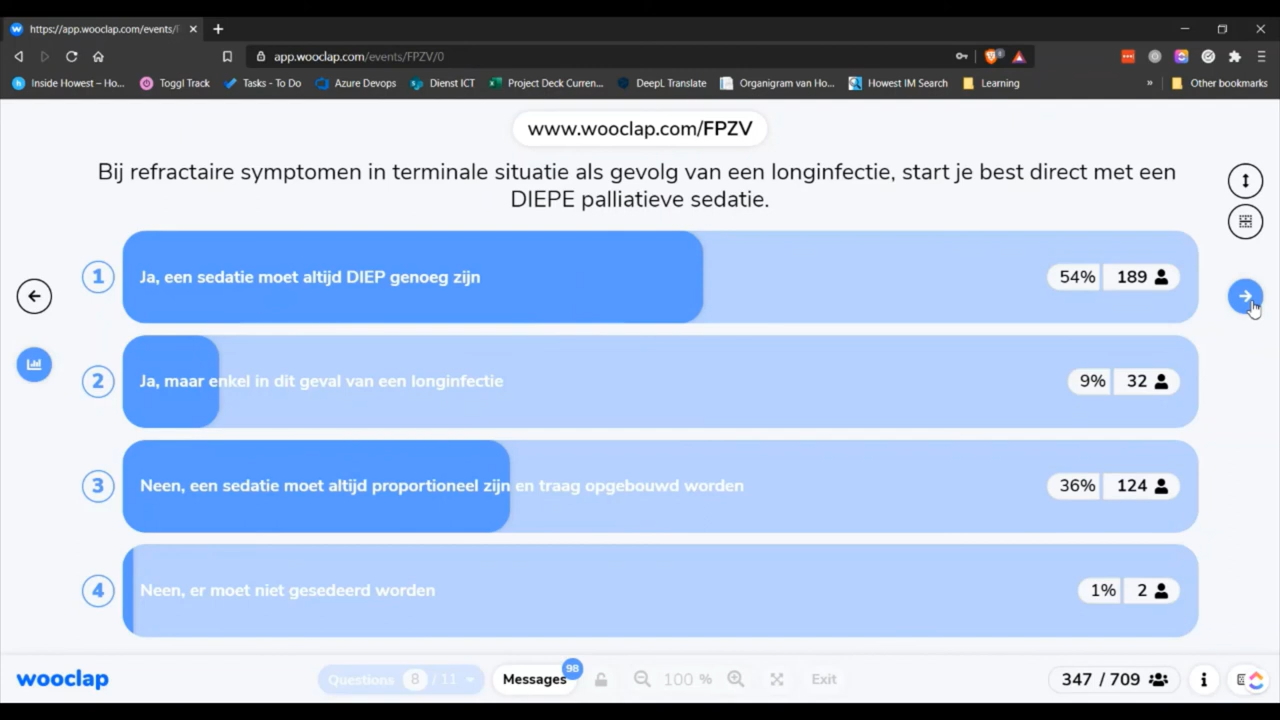 https://app.wooclap.com/events/F
app.wooclap.com/events/FPZV/0
Inside Howest – Ho...
Toggl Track
Tasks - To Do
Azure Devops
Dienst ICT
Project Deck Curren...
DeepL Translate
Organigram van Ho...
Howest IM Search
Learning
»
Other bookmarks
www.wooclap.com/FPZV
Bij refractaire symptomen in terminale situatie als gevolg van een longinfectie, start je best direct met een
DIEPE palliatieve sedatie.
1 Ja, een sedatie moet altijd DIEP genoeg zijn 54% 189
2 Ja, maar enkel in dit geval van een longinfectie 9% 32
3 Neen, een sedatie moet altijd proportioneel zijn en traag opgebouwd worden 36% 124
4 Neen, er moet niet gesedeerd worden 1% 2
wooclap
Questions 8 / 11
Messages 98
100 %
Exit
347 / 709